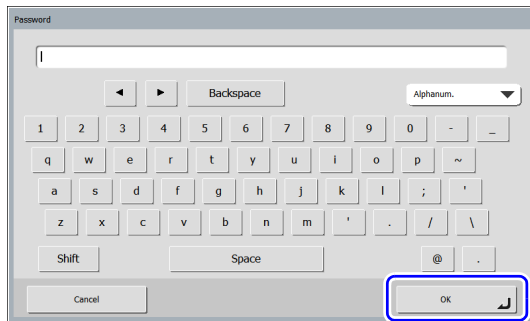 Password
◄ ► Backspace Alphanum.
1 2 3 4 5 6 7 8 9 0 - _
q w e r t y u i o p ~
a s d f g h j k l ; '
z x c v b n m ' . / \
Shift Space @ .
Cancel OK